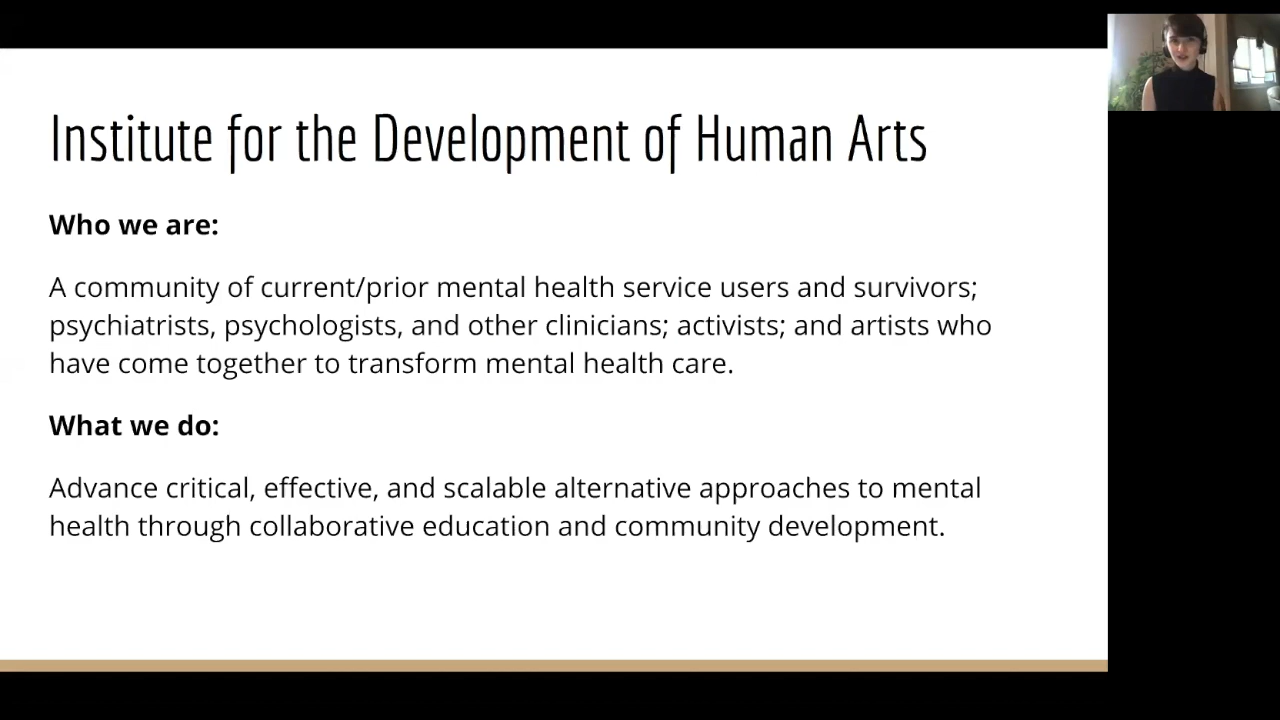 Institute for the Development of Human Arts
Who we are:
A community of current/prior mental health service users and survivors;
psychiatrists, psychologists, and other clinicians; activists; and artists who
have come together to transform mental health care.
What we do:
Advance critical, effective, and scalable alternative approaches to mental
health through collaborative education and community development.